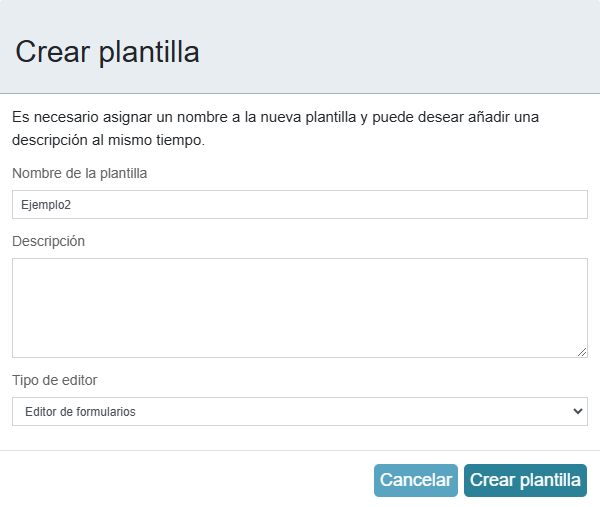 Crear plantilla
Es necesario asignar un nombre a la nueva plantilla y puede desear añadir una
descripción al mismo tiempo.
Nombre de la plantilla
Ejemplo2
Descripción
Tipo de editor
Editor de formularios
Cancelar Crear plantilla